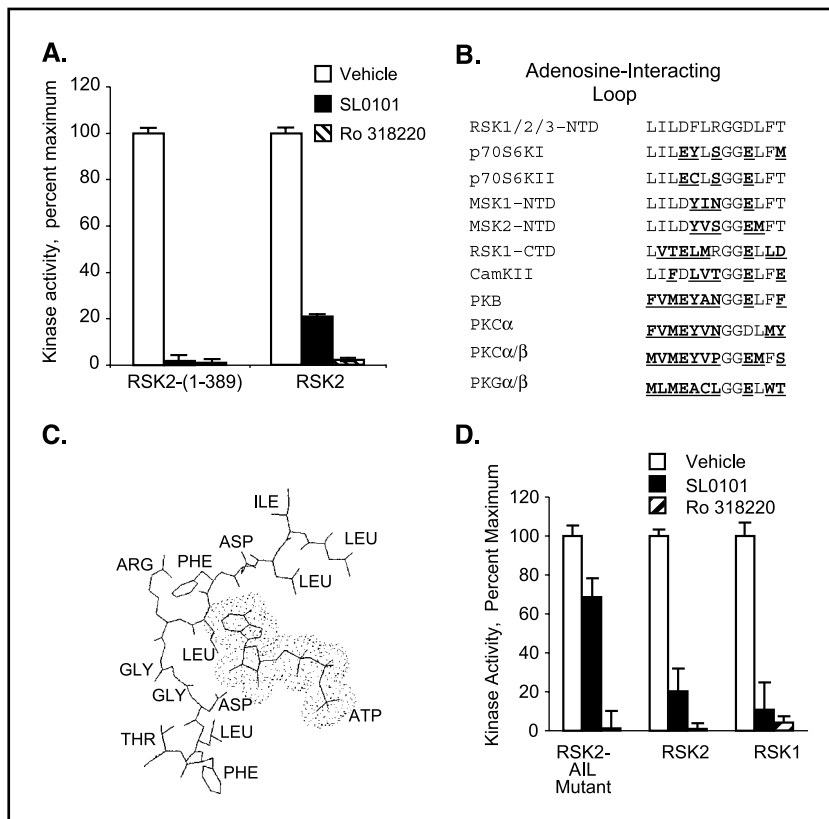 A.
Vehicle
SL0101
Ro 318220
Kinase activity, percent maximum
120
100
80
60
40
20
0
RSK2-(1-389)
RSK2
B.
Adenosine-Interacting
Loop
RSK1/2/3-NTD LILDFLRGGDLFT
p70S6KI LILEYLSGGELFM
p70S6KII LILECLSGGELFT
MSK1-NTD LILDYINGGELFT
MSK2-NTD LILDYVSGGEMFT
RSK1-CTD LVTELMRGGELLD
CamKII LIFDLVTGGELFE
PKB FVMEYANGGELFF
PKCα FVMEYVNGGDLMY
PKCα/β MVMEYVPGGEMFS
PKGα/β MLMEACLGGELWT
C.
ILE
ASP
LEU
PHE
ARG
LEU
LEU
GLY
GLY
ASP
ATP
LEU
THR
PHE
D.
Vehicle
SL0101
Ro 318220
Kinase Activity, Percent Maximum
120
100
80
60
40
20
0
RSK2-
AIL
Mutant
RSK2
RSK1